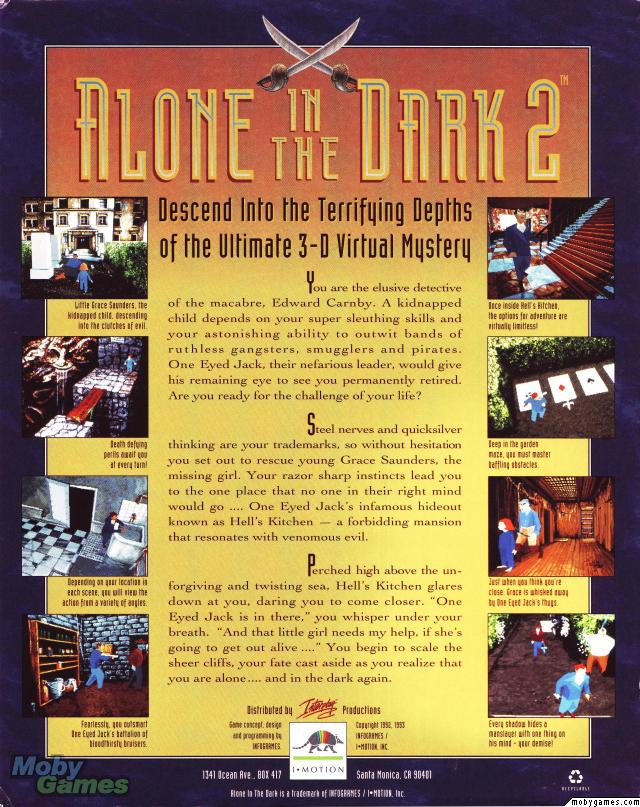 ALONE IN THE DARK 2™
Descend Into the Terrifying Depths
of the Ultimate 3-D Virtual Mystery
You are the elusive detective
of the macabre, Edward Carnby. A kidnapped
child depends on your super sleuthing skills and
your astonishing ability to outwit bands of
ruthless gangsters, smugglers and pirates.
One Eyed Jack, their nefarious leader, would give
his remaining eye to see you permanently retired.
Are you ready for the challenge of your life?
Steel nerves and quicksilver
thinking are your trademarks, so without hesitation
you set out to rescue young Grace Saunders, the
missing girl. Your razor sharp instincts lead you
to the one place that no one in their right mind
would go .... One Eyed Jack's infamous hideout
known as Hell's Kitchen — a forbidding mansion
that resonates with venomous evil.
Perched high above the un-
forgiving and twisting sea, Hell's Kitchen glares
down at you, daring you to come closer. "One
Eyed Jack is in there," you whisper under your
breath. "And that little girl needs my help, if she's
going to get out alive ...." You begin to scale the
sheer cliffs, your fate cast aside as you realize that
you are alone.... and in the dark again.
Little Grace Saunders, the
kidnapped child, descending
into the clutches of evil.
Death defying
perils await you
at every turn!
Depending on your location in
each scene, you will view the
action from a variety of angles.
Fearlessly, you outsmart
One Eyed Jack's battalion of
bloodthirsty bruisers.
Once inside Hell's Kitchen,
the options for adventure are
virtually limitless!
Deep in the garden
maze, you must master
baffling obstacles.
Just when you think you're
close, Grace is whisked away
by One Eyed Jack's thugs.
Every shadow hides a
manslayer with one thing on
his mind - your demise!
Distributed by Interplay Productions
Game concept, design
and programming by
INFOGRAMES.
I•MOTION
Copyright 1992, 1993
INFOGRAMES /
I•MOTION, INC.
1341 Ocean Ave., BOX 417 Santa Monica, CA 90401
Alone In The Dark is a trademark of INFOGRAMES / I•MOTION, Inc.
RECYCLABLE
Moby
Games
mobygames.com